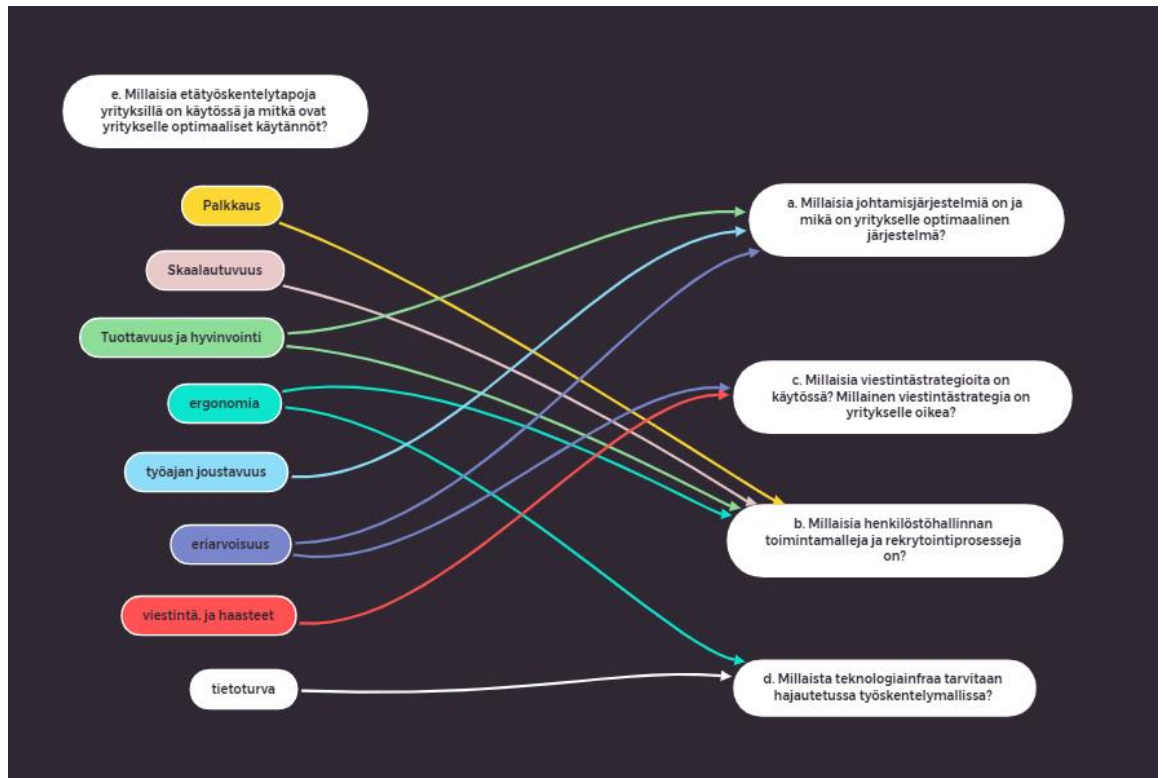 e. Millaisia etätyöskentelytapoja
yrityksillä on käytössä ja mitkä ovat
yritykselle optimaaliset käytännöt?
Palkkaus
Skaalautuvuus
Tuottavuus ja hyvinvointi
ergonomia
työajan joustavuus
eriarvoisuus
viestintä, ja haasteet
tietoturva
a. Millaisia johtamisjärjestelmiä on ja
mikä on yritykselle optimaalinen
järjestelmä?
c. Millaisia viestintästrategioita on
käytössä? Millainen viestintästrategia on
yritykselle oikea?
b. Millaisia henkilöstöhallinnan
toimintamalleja ja rekrytointiprosesseja
on?
d. Millaista teknologiainfraa tarvitaan
hajautetussa työskentelymallissa?